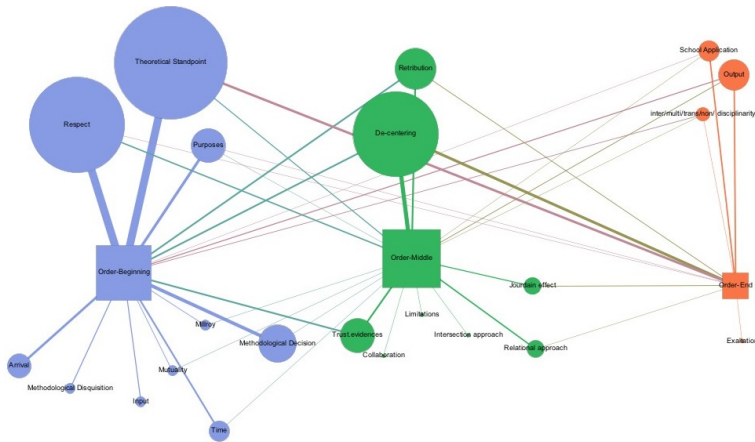 School Application
Theoretical Standpoint
Retribution
Output
inter/multi/trans/non/ disciplinarity
Respect
De-centering
Purposes
Order-Beginning
Order-Middle
Order-End
Jourdain effect
Limitations
Milroy
Trust evidences
Intersection approach
Exaltation
Methodological Decision
Relational approach
Collaboration
Arrival
Mutuality
Methodological Disquisition
Input
Time